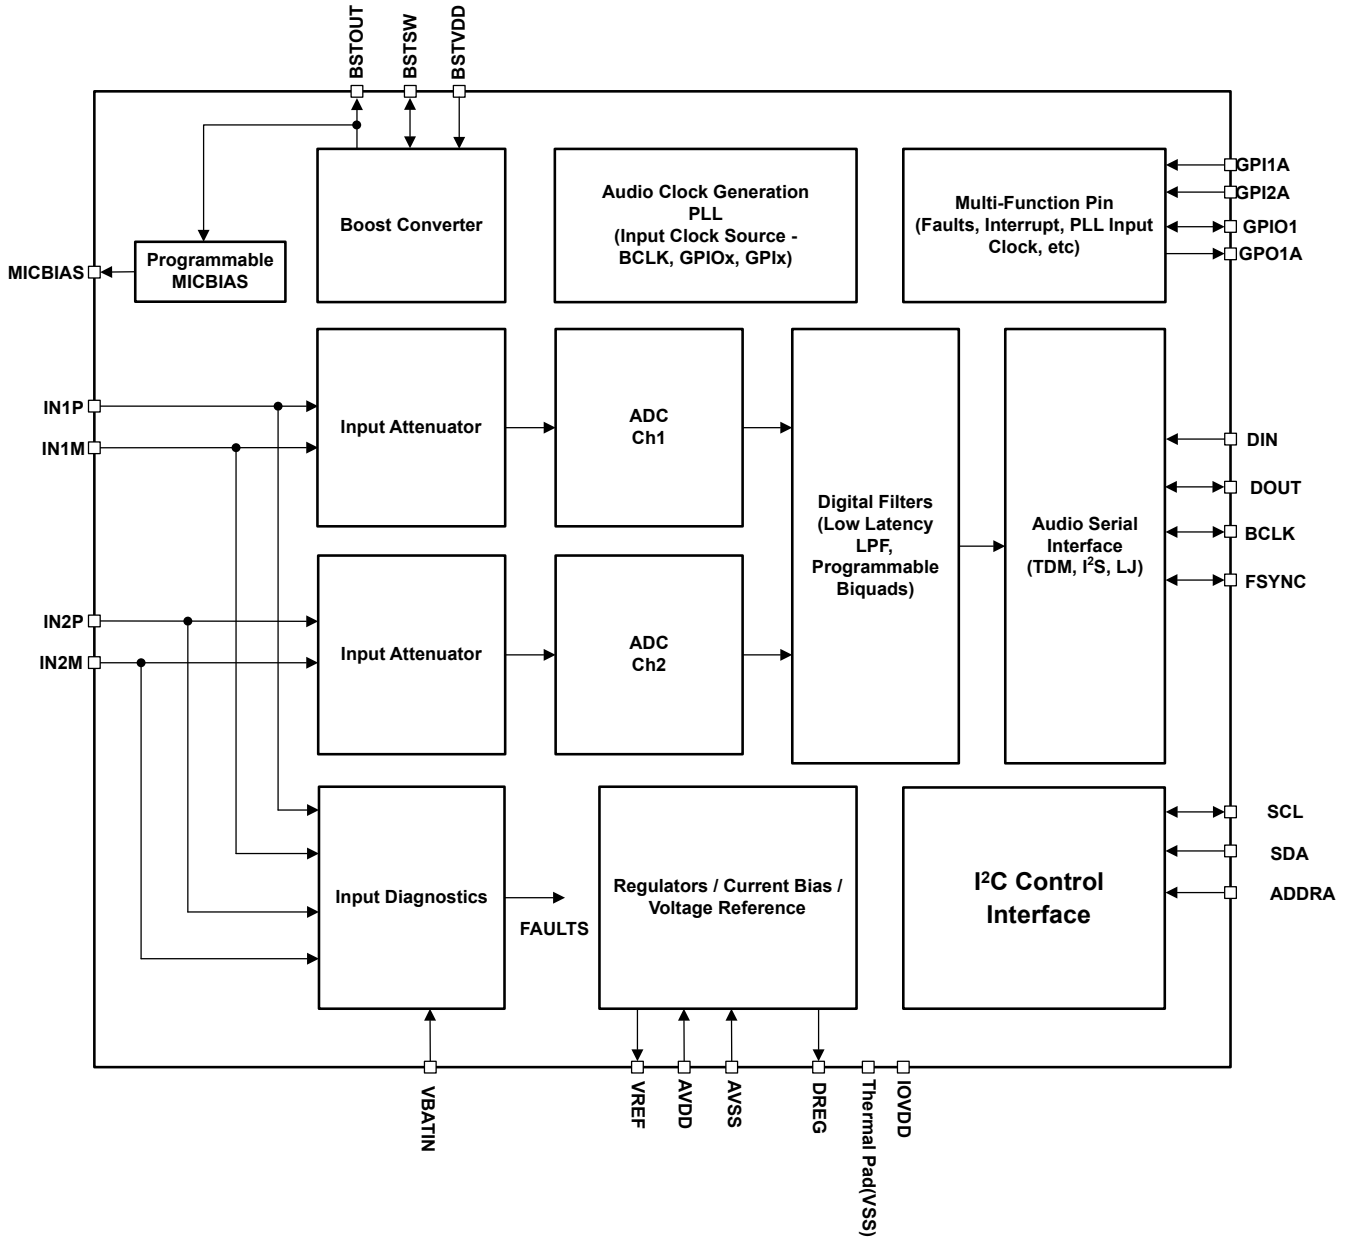 BSTOUT
BSTSW
BSTVDD
Boost Converter
Audio Clock Generation
PLL
(Input Clock Source -
BCLK, GPIOx, GPIx)
Multi-Function Pin
(Faults, Interrupt, PLL Input
Clock, etc)
GPI1A
GPI2A
GPIO1
GPO1A
MICBIAS
Programmable
MICBIAS
IN1P
IN1M
Input Attenuator
ADC
Ch1
Digital Filters
(Low Latency
LPF,
Programmable
Biquads)
Audio Serial
Interface
(TDM, I²S, LJ)
DIN
DOUT
BCLK
FSYNC
IN2P
IN2M
Input Attenuator
ADC
Ch2
Input Diagnostics
FAULTS
Regulators / Current Bias /
Voltage Reference
I²C Control
Interface
SCL
SDA
ADDRA
VBATIN
VREF
AVDD
AVSS
DREG
Thermal Pad(VSS)
IOVDD